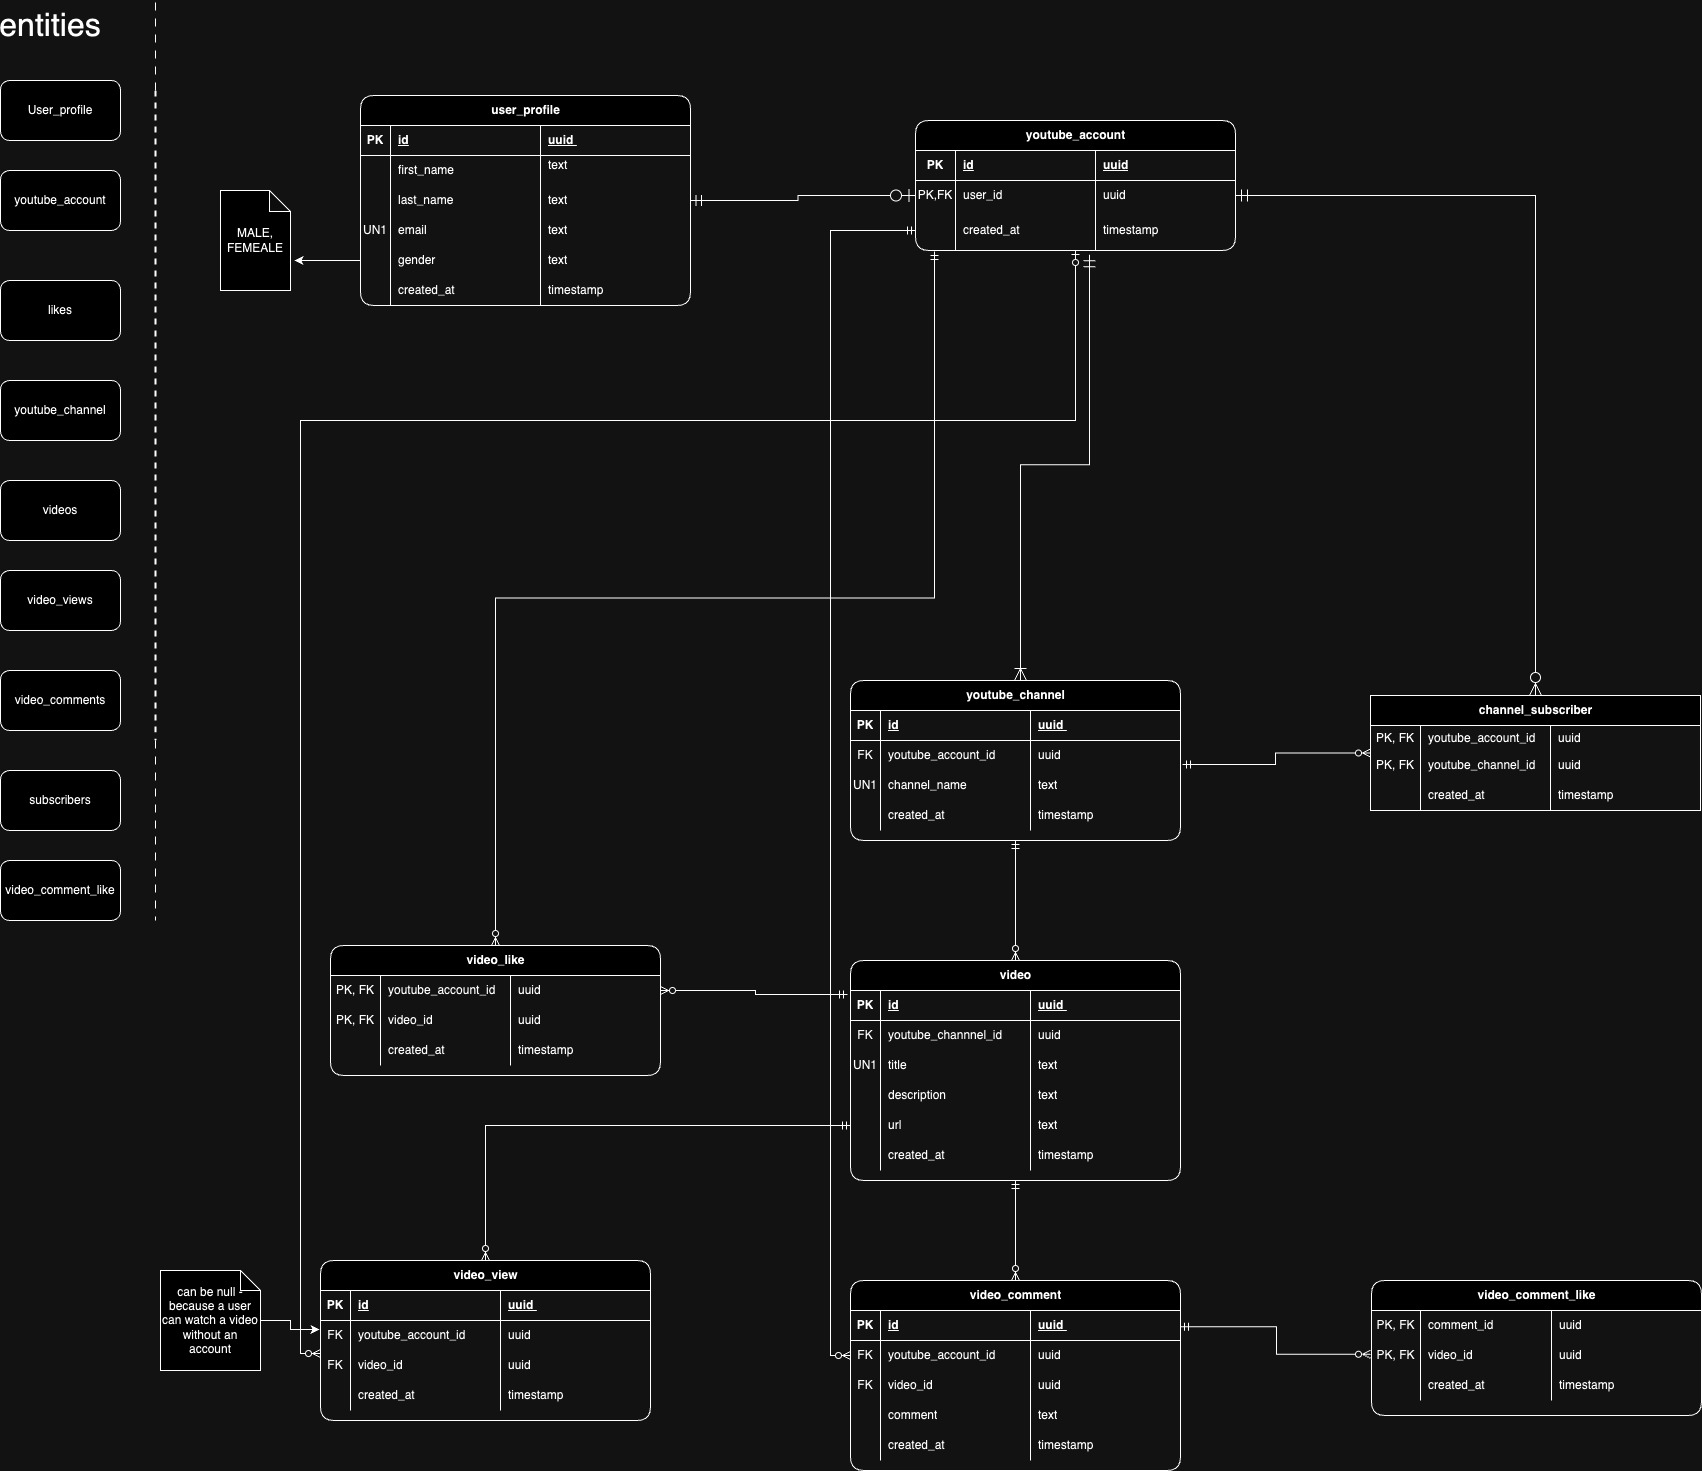 entities
User_profile
youtube_account
likes
youtube_channel
videos
video_views
video_comments
subscribers
video_comment_like
MALE,
FEMEALE
user_profile
PK id uuid
first_name text
last_name text
UN1 email text
gender text
created_at timestamp
youtube_account
PK id uuid
PK,FK user_id uuid
created_at timestamp
youtube_channel
PK id uuid
FK youtube_account_id uuid
UN1 channel_name text
created_at timestamp
channel_subscriber
PK, FK youtube_account_id uuid
PK, FK youtube_channel_id uuid
created_at timestamp
video_like
PK, FK youtube_account_id uuid
PK, FK video_id uuid
created_at timestamp
video
PK id uuid
FK youtube_channnel_id uuid
UN1 title text
description text
url text
created_at timestamp
can be null -
because a user
can watch a video
without an
account
video_view
PK id uuid
FK youtube_account_id uuid
FK video_id uuid
created_at timestamp
video_comment
PK id uuid
FK youtube_account_id uuid
FK video_id uuid
comment text
created_at timestamp
video_comment_like
PK, FK comment_id uuid
PK, FK video_id uuid
created_at timestamp